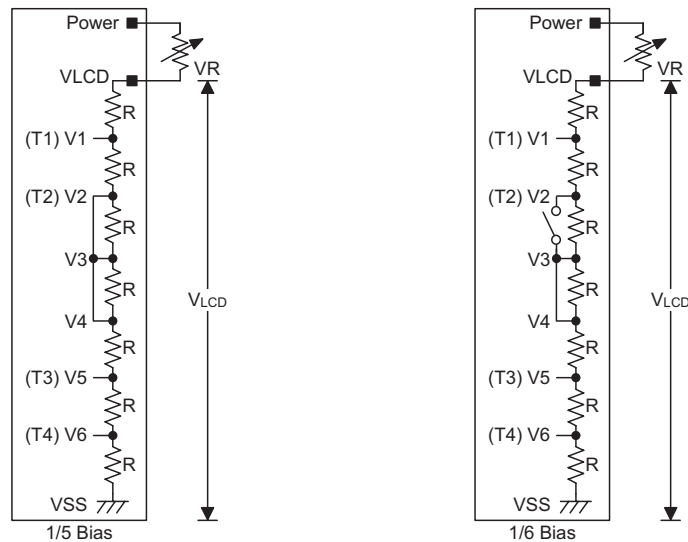 Power
VR
VLCD
R
(T1) V1
R
(T2) V2
R
V3
R
VLCD
V4
R
(T3) V5
R
(T4) V6
R
VSS
1/5 Bias
Power
VR
VLCD
R
(T1) V1
R
(T2) V2
R
V3
R
VLCD
V4
R
(T3) V5
R
(T4) V6
R
VSS
1/6 Bias